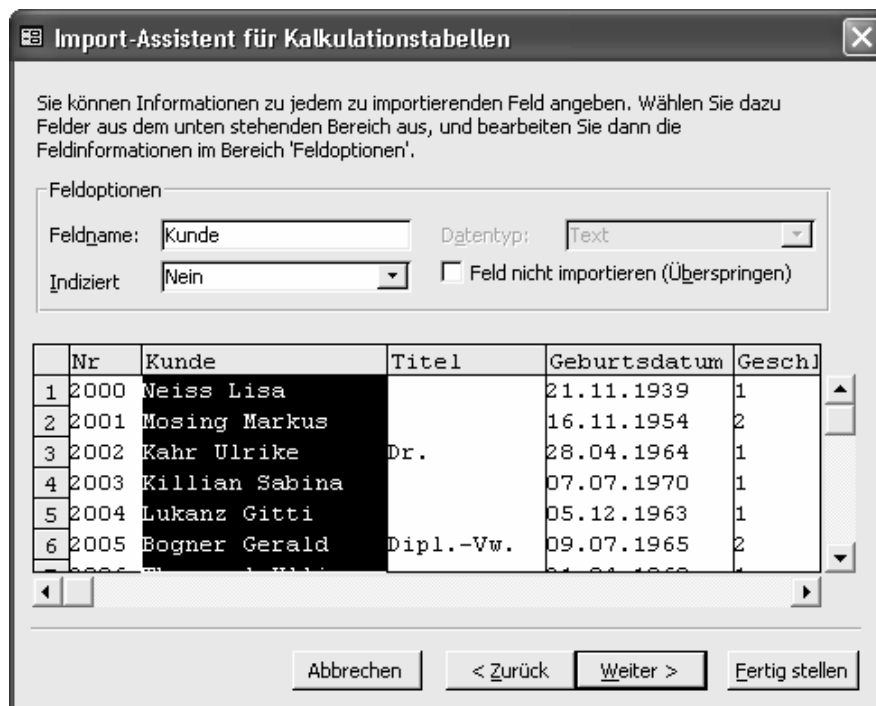 Import-Assistent für Kalkulationstabellen
Sie können Informationen zu jedem zu importierenden Feld angeben. Wählen Sie dazu
Felder aus dem unten stehenden Bereich aus, und bearbeiten Sie dann die
Feldinformationen im Bereich 'Feldoptionen'.
Feldoptionen
Feldname: Kunde Datentyp: Text
Indiziert Nein Feld nicht importieren (Überspringen)
Nr Kunde Titel Geburtsdatum Geschl
1 2000 Neiss Lisa 21.11.1939 1
2 2001 Mosing Markus 16.11.1954 2
3 2002 Kahr Ulrike Dr. 28.04.1964 1
4 2003 Killian Sabina 07.07.1970 1
5 2004 Lukanz Gitti 05.12.1963 1
6 2005 Bogner Gerald Dipl.-Vw. 09.07.1965 2
Abbrechen < Zurück Weiter > Fertig stellen